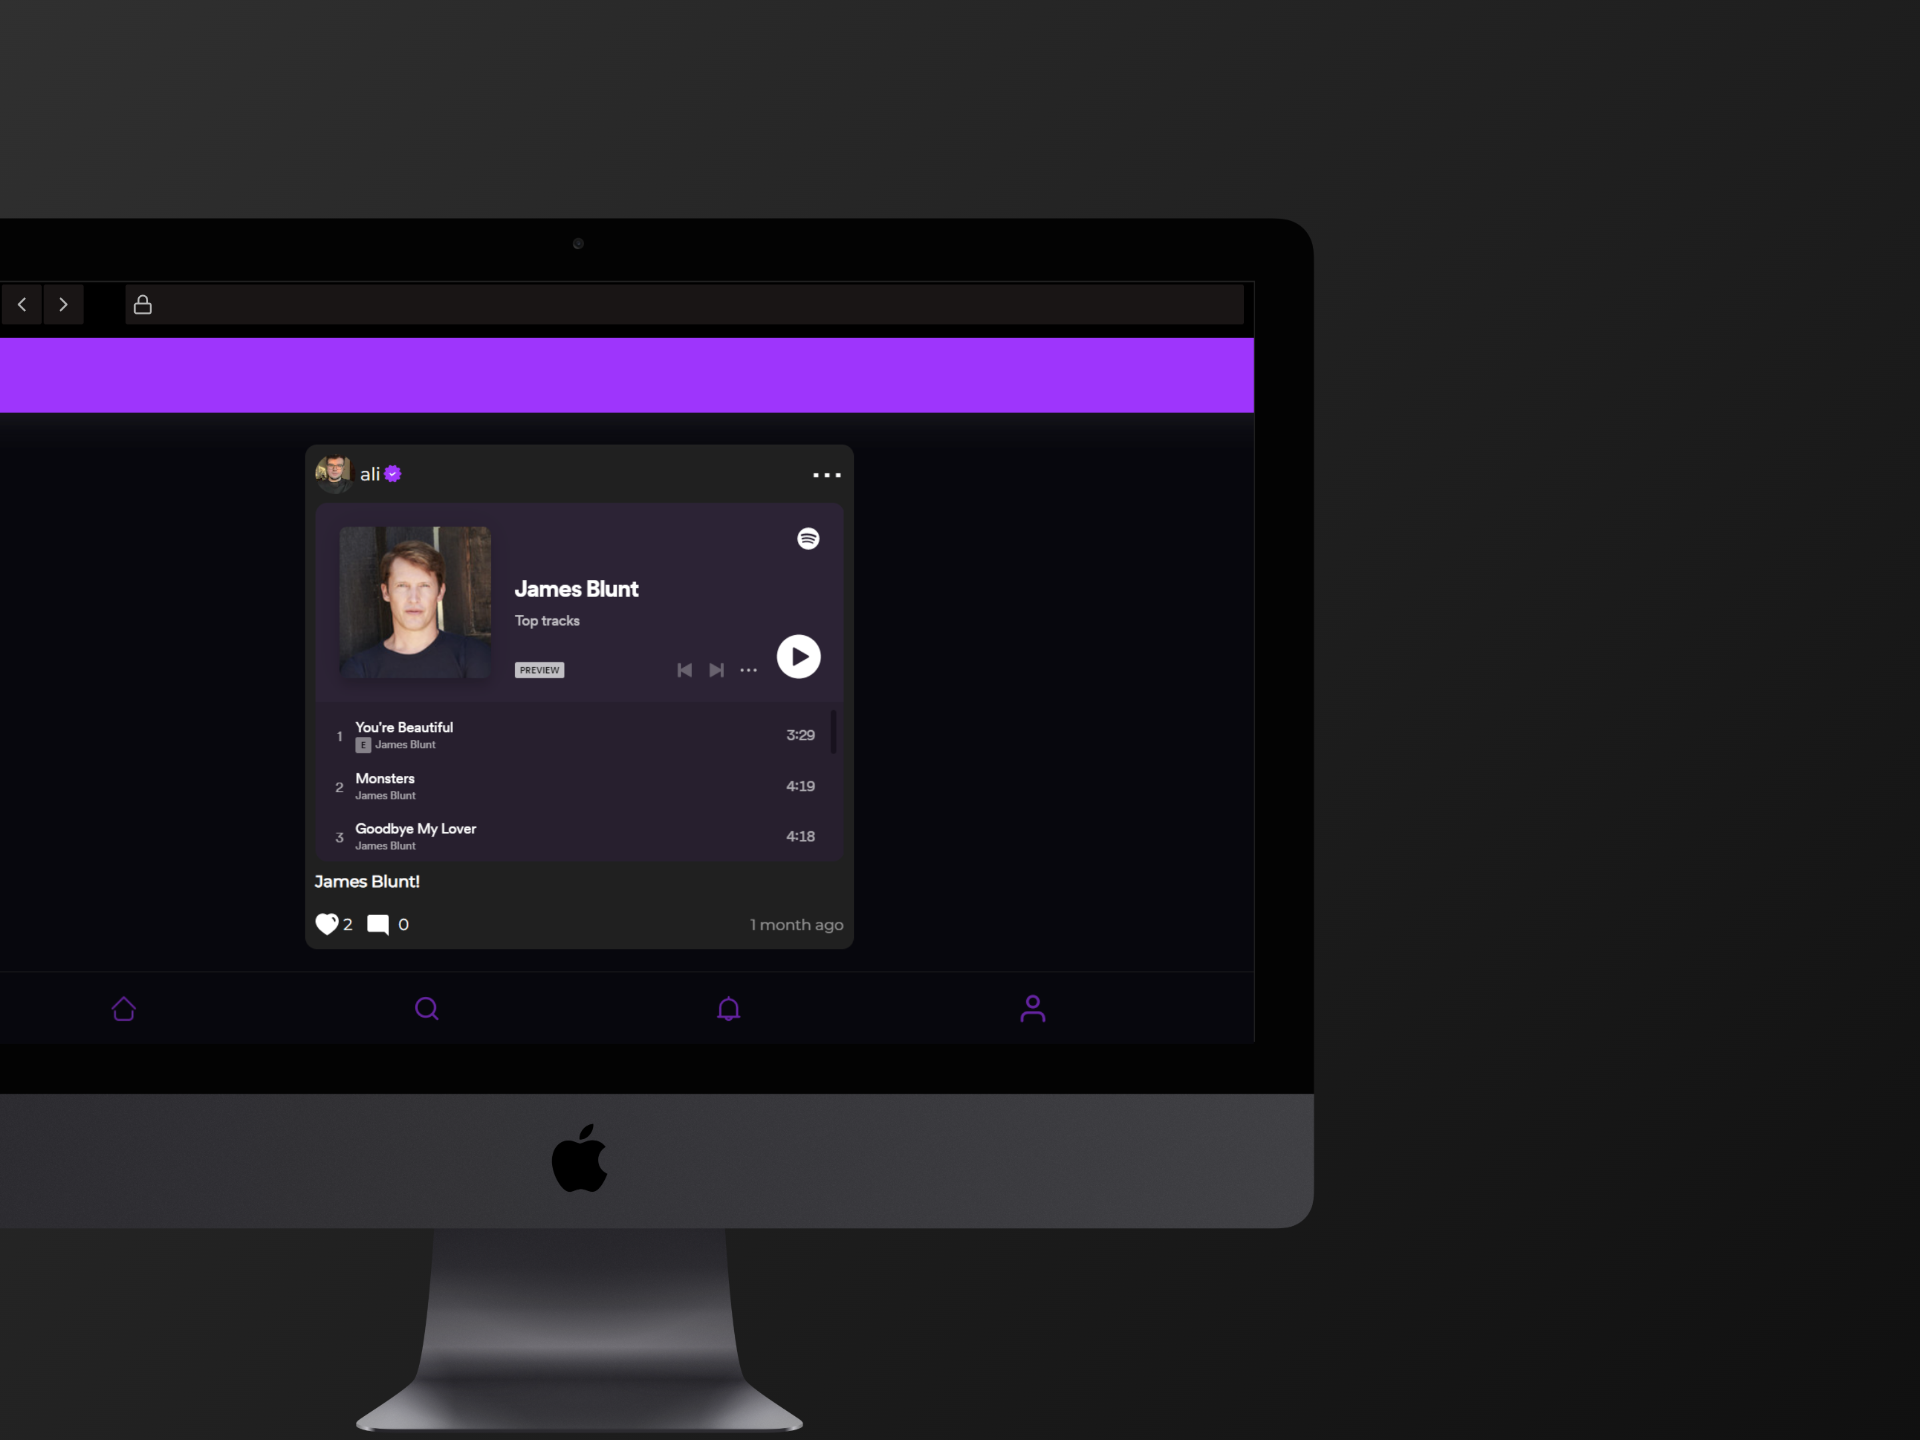 ali
James Blunt
Top tracks
PREVIEW
1 You're Beautiful 3:29
E James Blunt
2 Monsters 4:19
James Blunt
3 Goodbye My Lover 4:18
James Blunt
James Blunt!
2 0 1 month ago